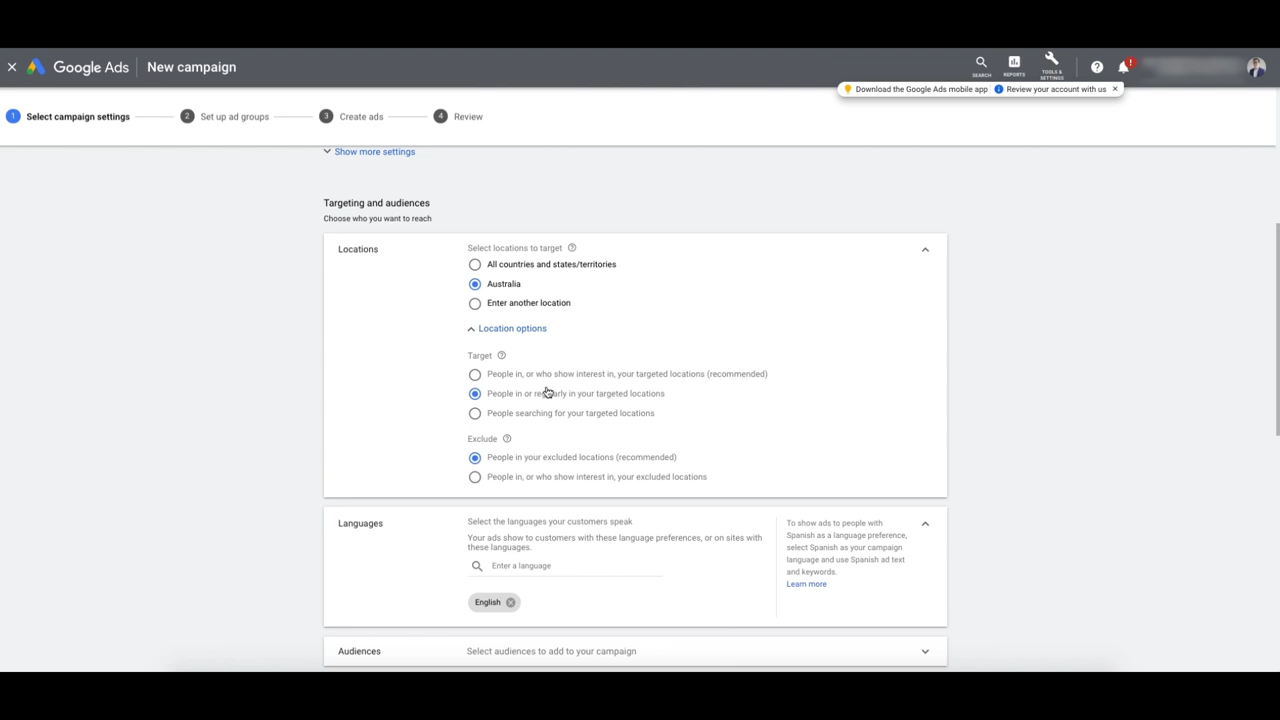 Google Ads
New campaign
SEARCH
REPORTS
TOOLS &
SETTINGS
Download the Google Ads mobile app
Review your account with us
1 Select campaign settings
2 Set up ad groups
3 Create ads
4 Review
Show more settings
Targeting and audiences
Choose who you want to reach
Locations
Select locations to target
All countries and states/territories
Australia
Enter another location
Location options
Target
People in, or who show interest in, your targeted locations (recommended)
People in or regularly in your targeted locations
People searching for your targeted locations
Exclude
People in your excluded locations (recommended)
People in, or who show interest in, your excluded locations
Languages
Select the languages your customers speak
Your ads show to customers with these language preferences, or on sites with
these languages.
Enter a language
English
To show ads to people with
Spanish as a language preference,
select Spanish as your campaign
language and use Spanish ad text
and keywords.
Learn more
Audiences
Select audiences to add to your campaign